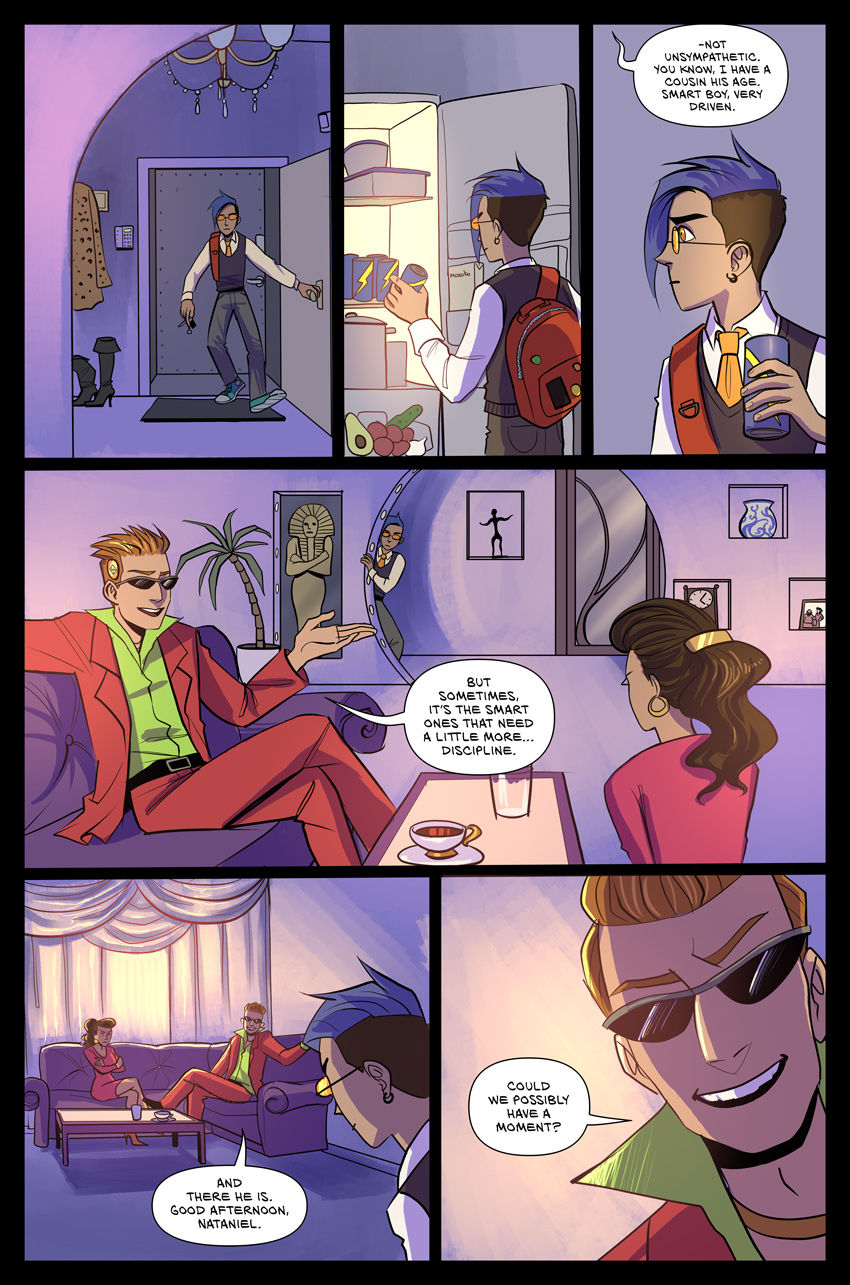 -NOT
UNSYMPATHETIC.
YOU KNOW, I HAVE A
COUSIN HIS AGE.
SMART BOY, VERY
DRIVEN.
MONOKO
BUT
SOMETIMES,
IT'S THE SMART
ONES THAT NEED
A LITTLE MORE...
DISCIPLINE.
AND
THERE HE IS.
GOOD AFTERNOON,
NATANIEL.
COULD
WE POSSIBLY
HAVE A
MOMENT?